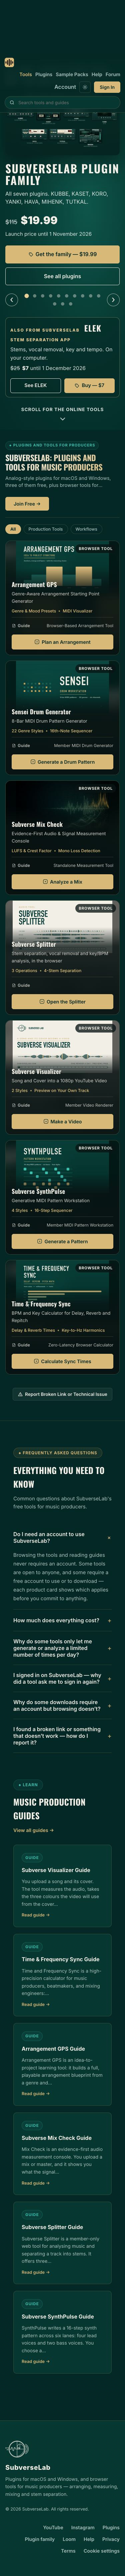 Tools Plugins Sample Packs Help Forum
Account Sign In
Search tools and guides
SUBVERSELAB PLUGIN
FAMILY
All seven plugins. KUBBE, KASET, KORO,
YANKI, HAVA, MIHENK, TUTKAL.
$115 $19.99
Launch price until 1 November 2026
Get the family — $19.99
See all plugins
ALSO FROM SUBVERSELAB ELEK
STEM SEPARATION APP
Stems, vocal removal, key and tempo. On
your computer.
$25 $7 until 1 December 2026
See ELEK
Buy — $7
SCROLL FOR THE ONLINE TOOLS
PLUGINS AND TOOLS FOR PRODUCERS
SUBVERSELAB: PLUGINS AND
TOOLS FOR MUSIC PRODUCERS
Analog-style plugins for macOS and Windows,
three of them free, plus browser tools for...
Join Free →
All Production Tools Workflows
BROWSER TOOL
ARRANGEMENT GPS
Arrangement GPS
Genre-Aware Arrangement Starting Point
Generator
Genre & Mood Presets • MIDI Visualizer
Guide Browser-Based Arrangement Tool
Plan an Arrangement
BROWSER TOOL
SENSEI
Sensei Drum Generator
8-Bar MIDI Drum Pattern Generator
22 Genre Styles • 16th-Note Sequencer
Guide Member MIDI Drum Generator
Generate a Drum Pattern
BROWSER TOOL
Subverse Mix Check
Evidence-First Audio & Signal Measurement
Console
LUFS & Crest Factor • Mono Loss Detection
Guide Standalone Measurement Tool
Analyze a Mix
BROWSER TOOL
SUBVERSE
SPLITTER
Subverse Splitter
Stem separation, vocal removal and key/BPM
analysis, in the browser
3 Operations • 4-Stem Separation
Guide
Open the Splitter
BROWSER TOOL
SUBVERSE VISUALIZER
Subverse Visualizer
Song and Cover into a 1080p YouTube Video
3 Styles • Preview on Your Own Track
Guide Member Video Renderer
Make a Video
BROWSER TOOL
SYNTHPULSE
Subverse SynthPulse
Generative MIDI Pattern Workstation
4 Styles • 16-Step Sequencer
Guide Member MIDI Pattern Workstation
Generate a Pattern
BROWSER TOOL
TIME & FREQUENCY
SYNC
Time & Frequency Sync
BPM and Key Calculator for Delay, Reverb and
Repitch
Delay & Reverb Times • Key-to-Hz Harmonics
Guide Zero-Latency Browser Calculator
Calculate Sync Times
Report Broken Link or Technical Issue
FREQUENTLY ASKED QUESTIONS
EVERYTHING YOU NEED TO
KNOW
Common questions about SubverseLab's
free tools for music producers.
Do I need an account to use
SubverseLab?
Browsing the tools and reading guides
never requires an account. Some tools
are open to anyone, some require a free
account to use or to download —
each product card shows which applies
before you commit to anything.
How much does everything cost? +
Why do some tools only let me
generate or analyze a limited
number of times per day? +
I signed in on SubverseLab — why
did a tool ask me to sign in again? +
Why do some downloads require
an account but browsing doesn't? +
I found a broken link or something
that doesn't work — how do I
report it? +
LEARN
MUSIC PRODUCTION
GUIDES
View all guides →
GUIDE
Subverse Visualizer Guide
You upload a song and its cover.
The tool measures the audio, finds
the three colours the video will use
from the cover...
Read guide →
GUIDE
Time & Frequency Sync Guide
Time and Frequency Sync is a high-
precision calculator for music
producers, beatmakers, and mixing
engineers:...
Read guide →
GUIDE
Arrangement GPS Guide
Arrangement GPS is an idea-to-
project learning tool: it builds a full,
playable arrangement blueprint from
a genre and...
Read guide →
GUIDE
Subverse Mix Check Guide
Mix Check is an evidence-first audio
measurement console. You upload a
mix or master, and it shows you
what the signal...
Read guide →
GUIDE
Subverse Splitter Guide
Subverse Splitter is a member-only
web tool for analysing music and
separating a track into stems. It
offers three...
Read guide →
GUIDE
Subverse SynthPulse Guide
SynthPulse writes a 16-step synth
pattern across six lanes: four lead
voices and two bass voices. You
choose a...
Read guide →
SubverseLab
Plugins for macOS and Windows, and browser
tools for music producers — arranging, measuring,
timing and stem separation.
© 2026 SubverseLab. All rights reserved.
YouTube Instagram Plugins
Plugin family Loom Help Privacy
Terms Cookie settings